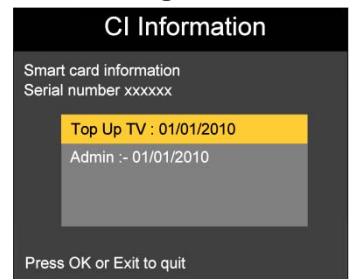 CI Information
Smart card information
Serial number xxxxxx
Top Up TV : 01/01/2010
Admin :- 01/01/2010
Press OK or Exit to quit